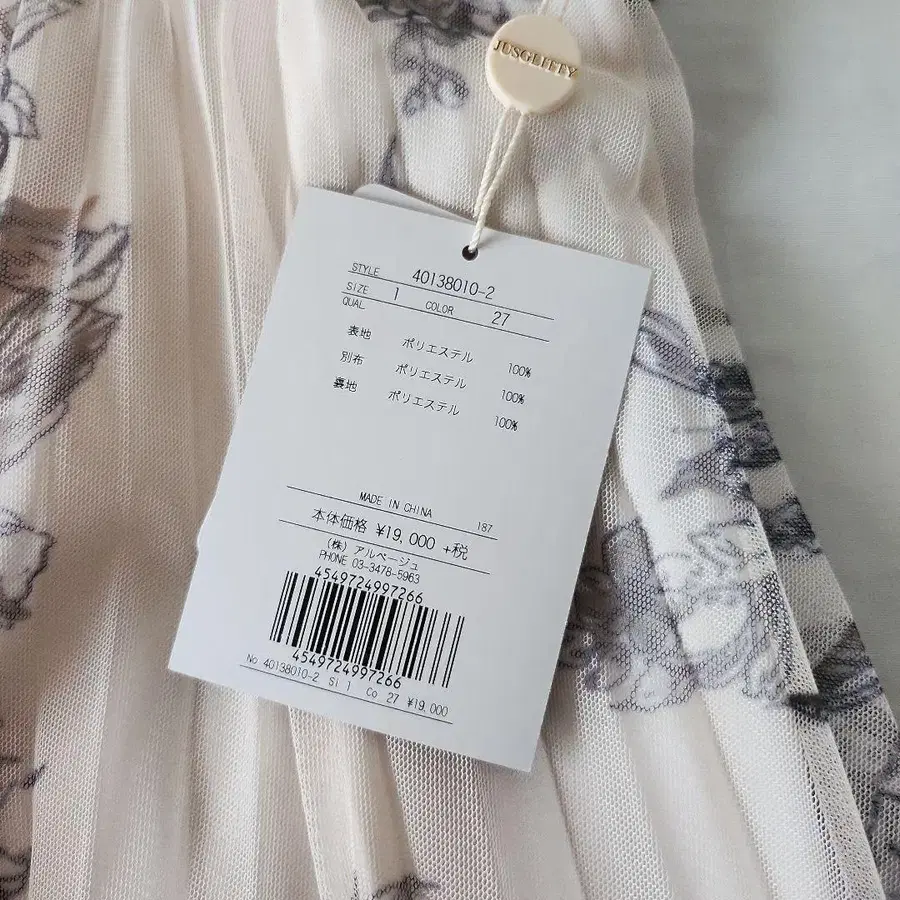 JUSGLITTY
STYLE 40138010-2
SIZE 1 COLOR 27
QUAL
表地 ポリエステル 100%
別布 ポリエステル 100%
裏地 ポリエステル 100%
MADE IN CHINA 187
本体価格 ¥19,000 +税
(株) アルページュ
PHONE 03-3478-5963
4549724997266
4549724997266
No 40138010-2 Si 1 Co 27 ¥19,000